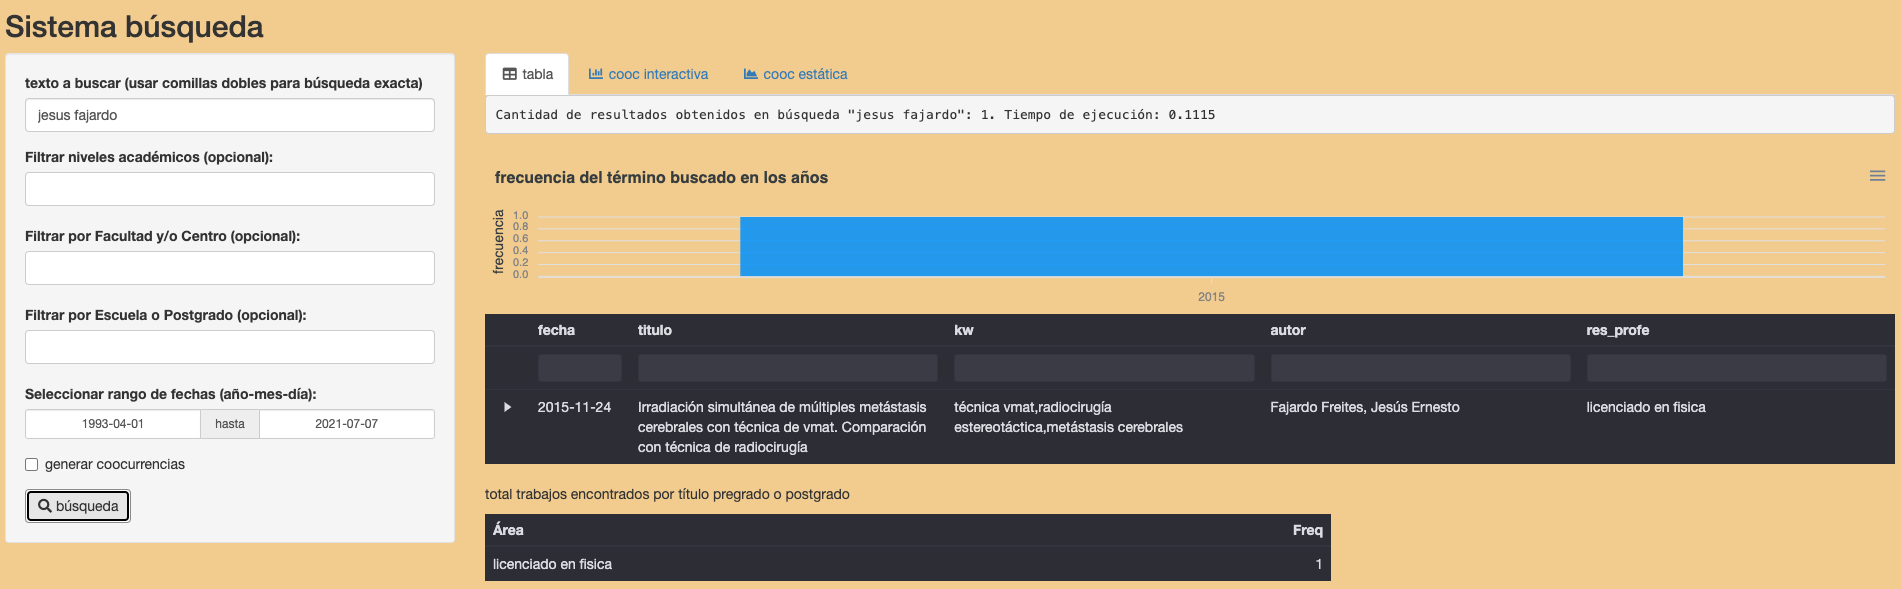 Sistema búsqueda
texto a buscar (usar comillas dobles para búsqueda exacta)
jesus fajardo
Filtrar niveles académicos (opcional):
Filtrar por Facultad y/o Centro (opcional):
Filtrar por Escuela o Postgrado (opcional):
Seleccionar rango de fechas (año-mes-día):
1993-04-01 hasta 2021-07-07
generar coocurrencias
búsqueda
tabla cooc interactiva cooc estática
Cantidad de resultados obtenidos en búsqueda "jesus fajardo": 1. Tiempo de ejecución: 0.1115
frecuencia del término buscado en los años
frecuencia
1.0
0.8
0.6
0.4
0.2
0.0
2015
fecha titulo kw autor res_profe
2015-11-24 Irradiación simultánea de múltiples metástasis técnica vmat,radiocirugía Fajardo Freites, Jesús Ernesto licenciado en fisica
cerebrales con técnica de vmat. Comparación estereotáctica,metástasis cerebrales
con técnica de radiocirugía
total trabajos encontrados por título pregrado o postgrado
Área Freq
licenciado en fisica 1